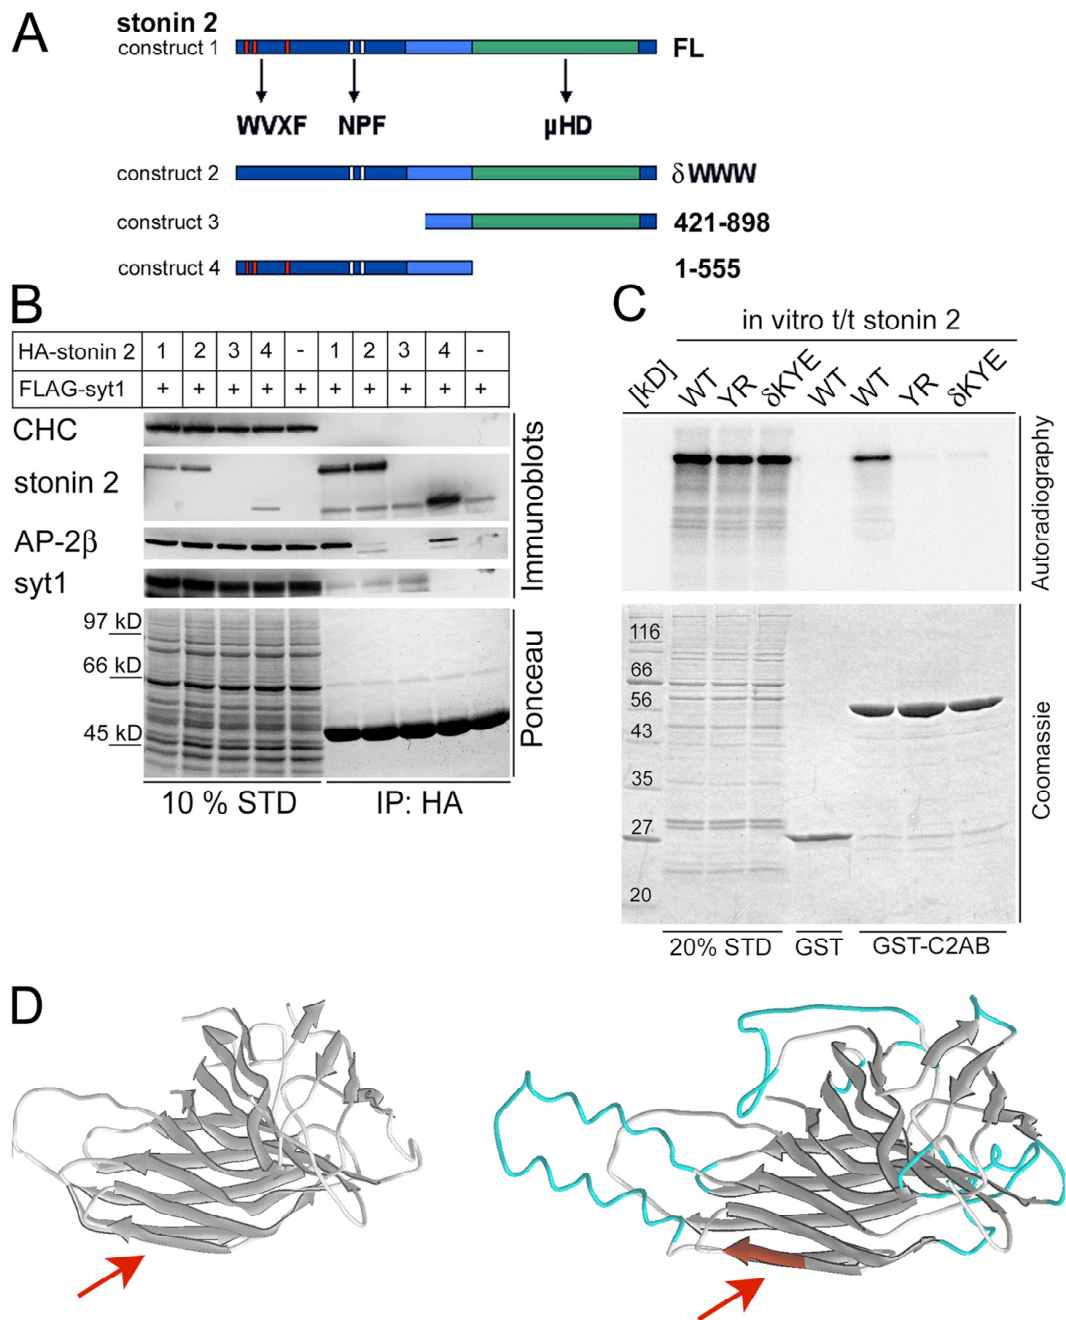 A
stonin 2
construct 1 FL
WVXF NPF µHD
construct 2 δWWW
construct 3 421-898
construct 4 1-555
B
HA-stonin 2 1 2 3 4 - 1 2 3 4 -
FLAG-syt1 + + + + + + + + + +
CHC
stonin 2
AP-2β
syt1
Immunoblots
97 kD
66 kD
45 kD
Ponceau
10 % STD IP: HA
C
in vitro t/t stonin 2
[kD] WT YR δKYE WT WT YR δKYE
Autoradiography
116
66
56
43
35
27
20
Coomassie
20% STD GST GST-C2AB
D